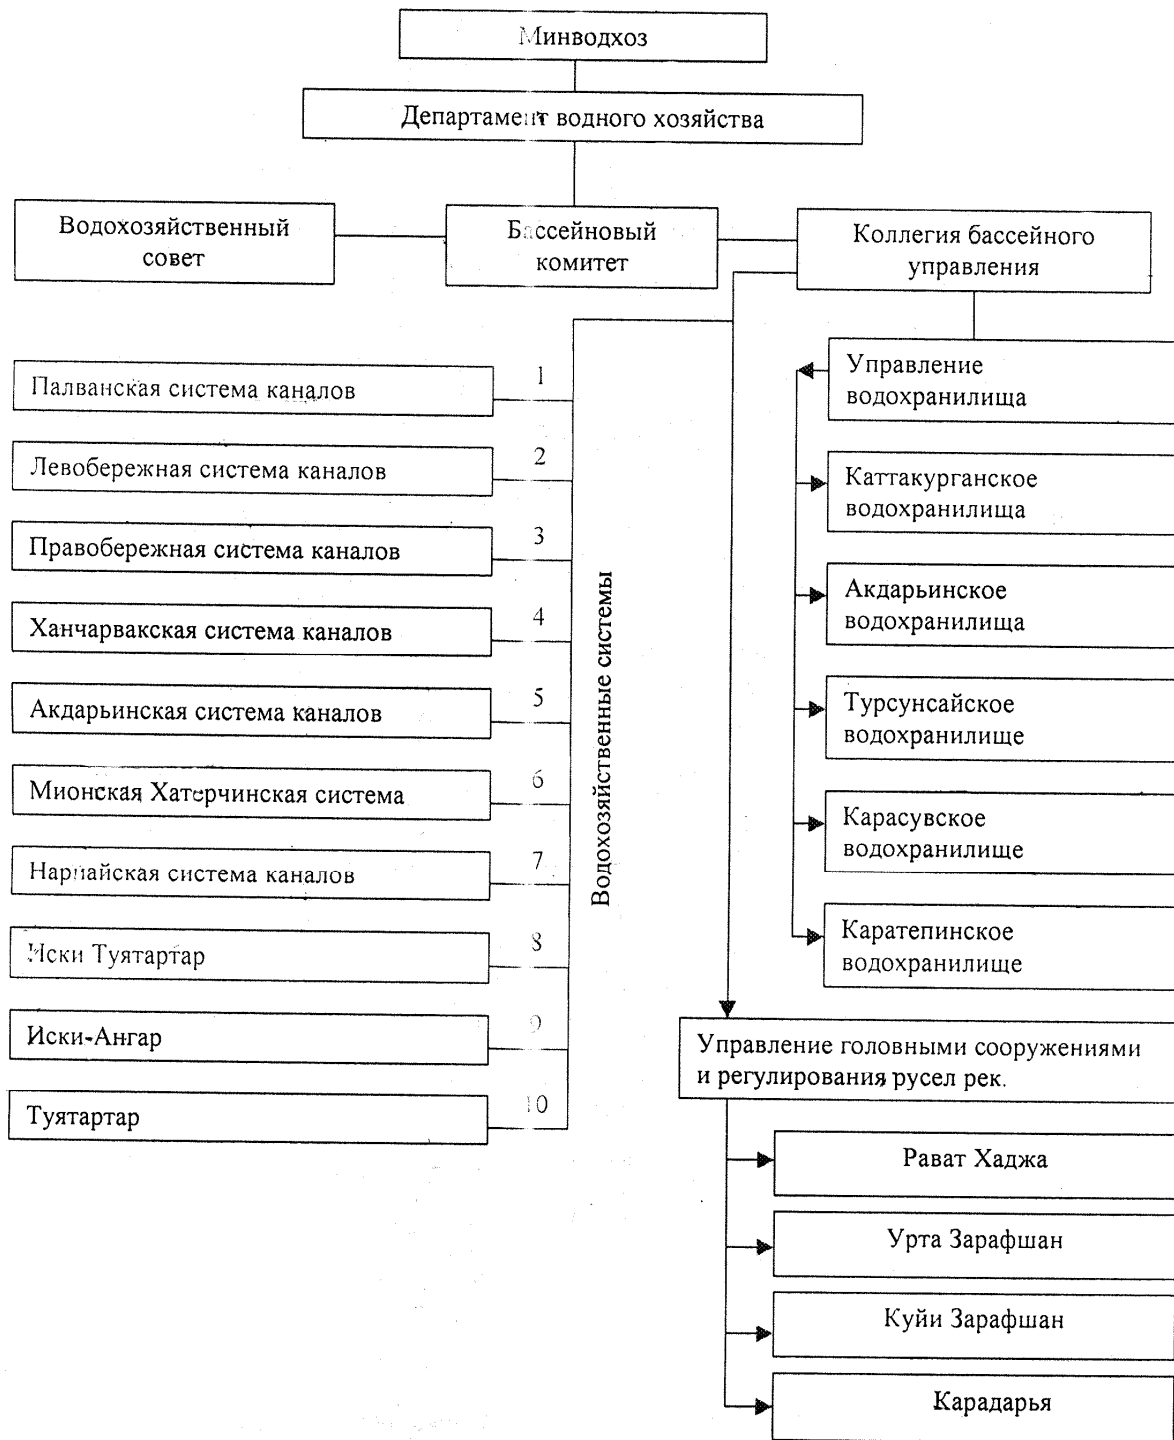 Минводхоз
Департамент водного хозяйства
Водохозяйственный
совет
Бассейновый
комитет
Коллегия бассейного
управления
Палванская система каналов
1
Левобережная система каналов
2
Правобережная система каналов
3
Ханчарвакская система каналов
4
Акдарьинская система каналов
5
Мионская Хатерчинская система
6
Нарпайская система каналов
7
Иски Туятартар
8
Иски-Ангар
9
Туятартар
10
Водохозяйственные системы
Управление
водохранилища
Каттакурганское
водохранилища
Акдарьинское
водохранилища
Турсунсайское
водохранилище
Карасувское
водохранилище
Каратепинское
водохранилище
Управление головными сооружениями
и регулирования русел рек.
Рават Хаджа
Урта Зарафшан
Куйи Зарафшан
Карадарья